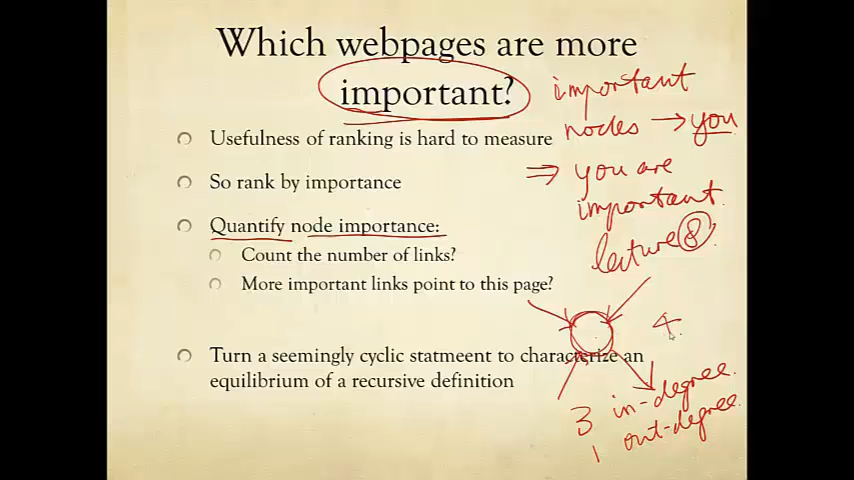 Which webpages are more
important?
important
nodes → you
Usefulness of ranking is hard to measure
⇒ you are
important
So rank by importance
Quantify node importance:
lecture 8
Count the number of links?
More important links point to this page?
4
Turn a seemingly cyclic statmeent to characterize an
equilibrium of a recursive definition
3 in-degree.
1 out-degree.